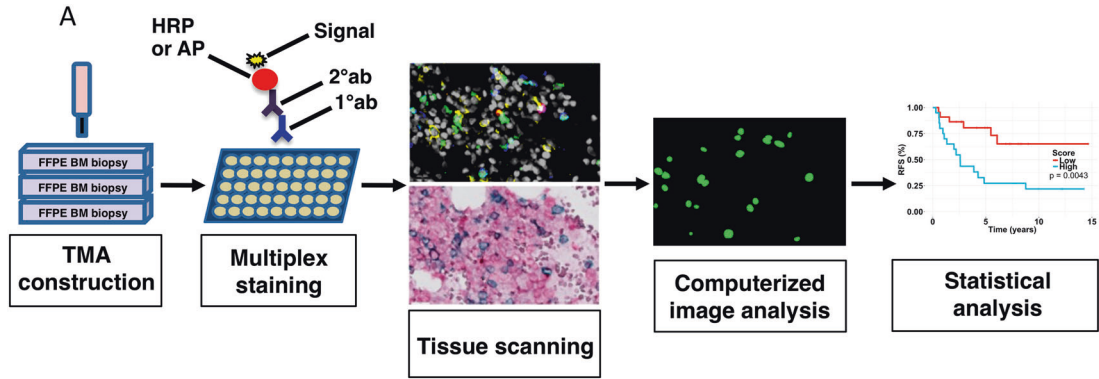 A
HRP
or AP
Signal
2°ab
1°ab
FFPE BM biopsy
FFPE BM biopsy
FFPE BM biopsy
TMA
construction
Multiplex
staining
Tissue scanning
Computerized
image analysis
1.00
0.75
0.50
0.25
0.00
RFS (%)
Score
Low
High
p = 0.0043
0
5
10
15
Time (years)
Statistical
analysis